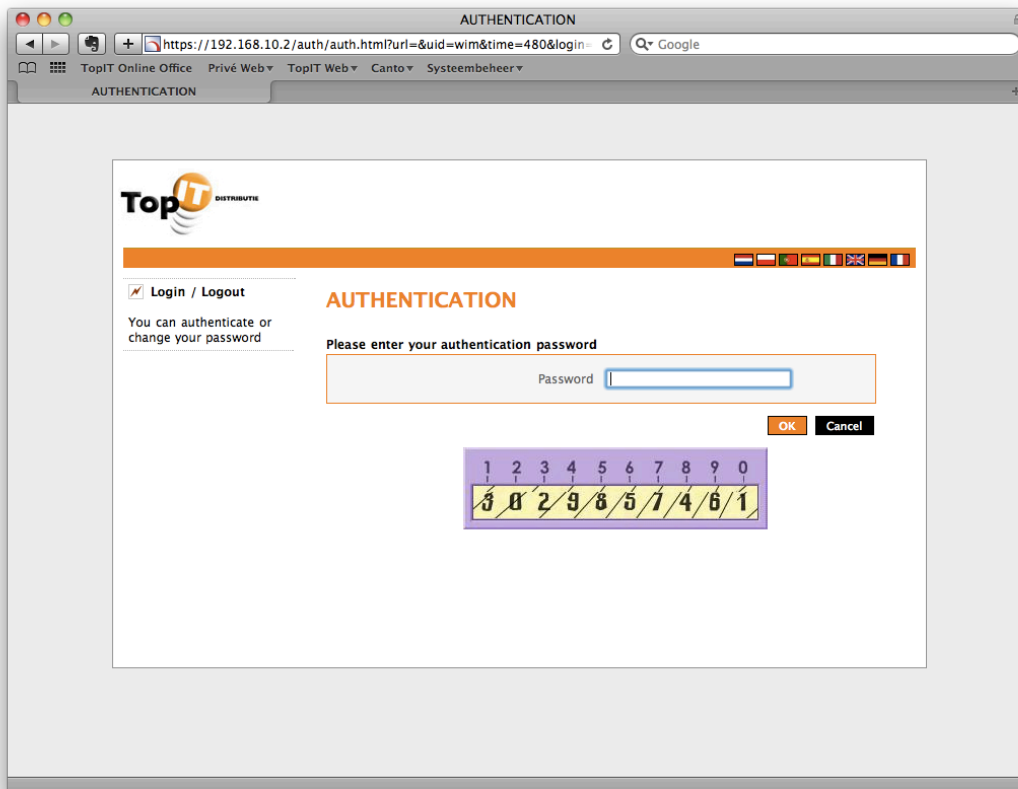 AUTHENTICATION
https://192.168.10.2/auth/auth.html?url=&uid=wim&time=480&login=
Google
TopIT Online Office Privé Web TopIT Web Canto Systeembeheer
AUTHENTICATION
TopIT DISTRIBUTIE
Login / Logout
You can authenticate or
change your password
AUTHENTICATION
Please enter your authentication password
Password
OK Cancel
1 2 3 4 5 6 7 8 9 0
3 0 2 9 8 5 7 4 6 1